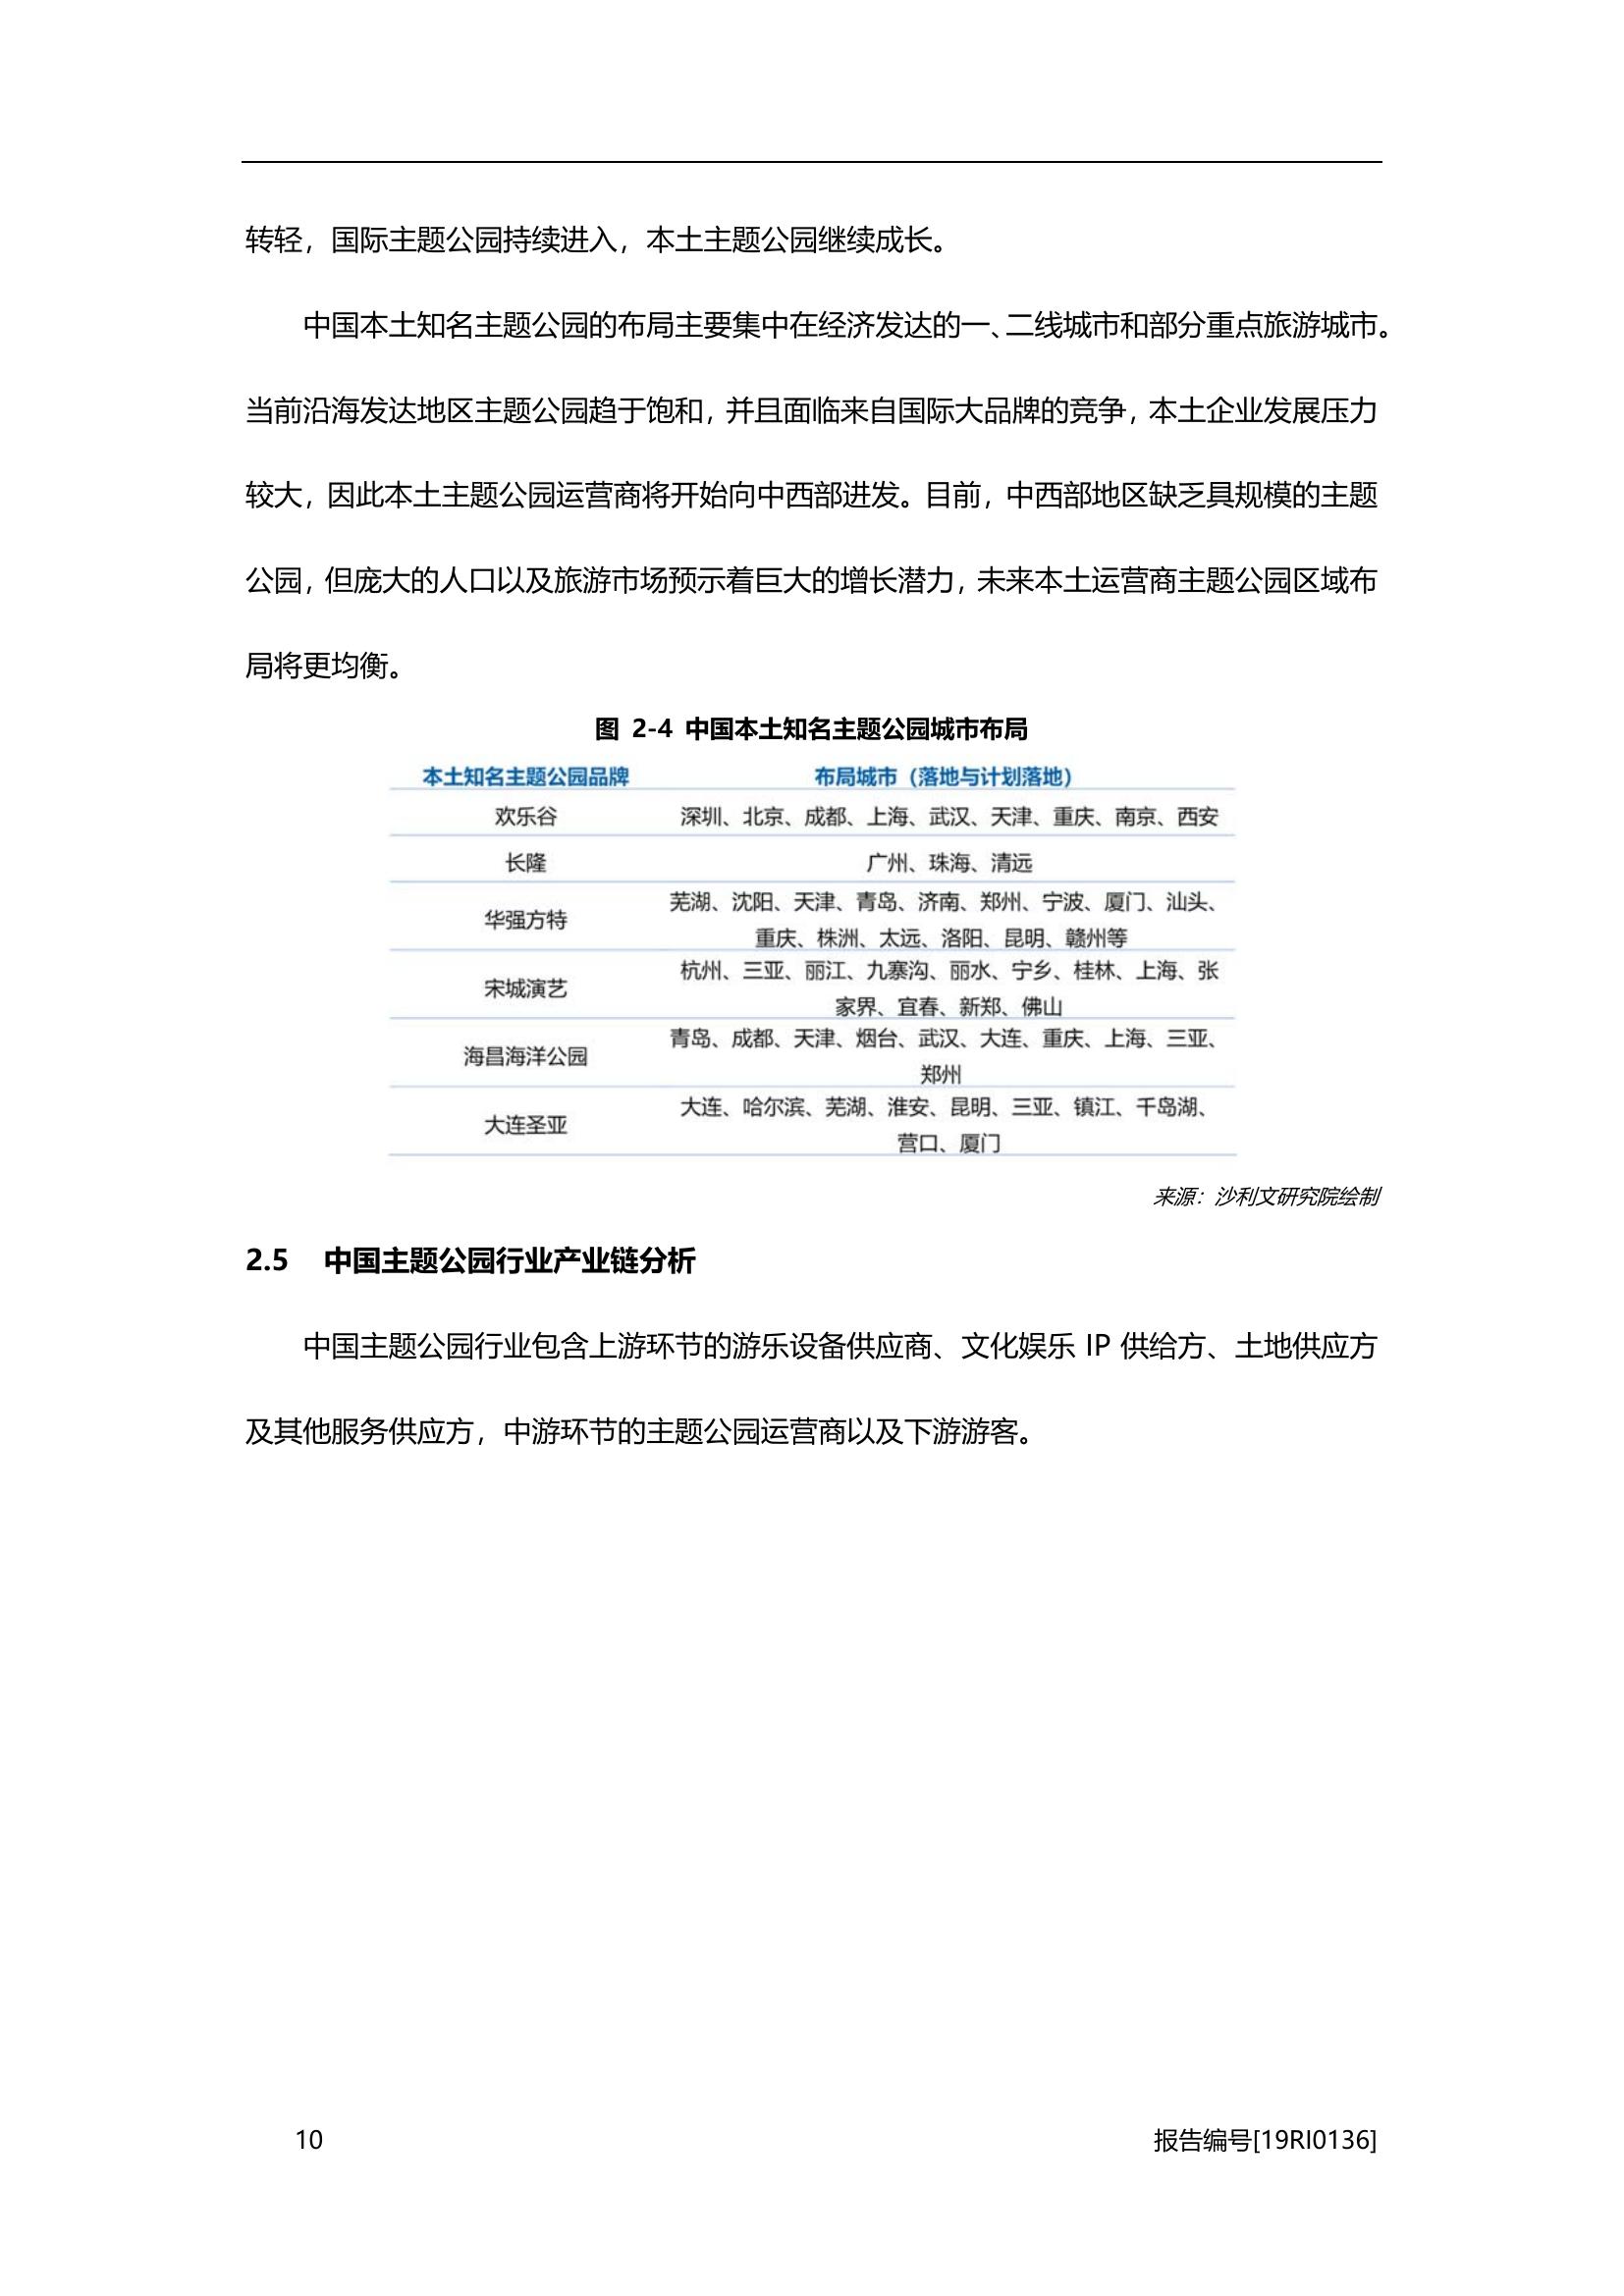 转轻，国际主题公园持续进入，本土主题公园继续成长。
中国本土知名主题公园的布局主要集中在经济发达的一、二线城市和部分重点旅游城市。
当前沿海发达地区主题公园趋于饱和，并且面临来自国际大品牌的竞争，本土企业发展压力
较大，因此本土主题公园运营商将开始向中西部进发。目前，中西部地区缺乏具规模的主题
公园，但庞大的人口以及旅游市场预示着巨大的增长潜力，未来本土运营商主题公园区域布
局将更均衡。
图 2-4 中国本土知名主题公园城市布局
本土知名主题公园品牌 布局城市（落地与计划落地）
欢乐谷 深圳、北京、成都、上海、武汉、天津、重庆、南京、西安
长隆 广州、珠海、清远
华强方特 芜湖、沈阳、天津、青岛、济南、郑州、宁波、厦门、汕头、
重庆、株洲、太远、洛阳、昆明、赣州等
宋城演艺 杭州、三亚、丽江、九寨沟、丽水、宁乡、桂林、上海、张
家界、宜春、新郑、佛山
海昌海洋公园 青岛、成都、天津、烟台、武汉、大连、重庆、上海、三亚、
郑州
大连圣亚 大连、哈尔滨、芜湖、淮安、昆明、三亚、镇江、千岛湖、
营口、厦门
来源：沙利文研究院绘制
2.5 中国主题公园行业产业链分析
中国主题公园行业包含上游环节的游乐设备供应商、文化娱乐 IP 供给方、土地供应方
及其他服务供应方，中游环节的主题公园运营商以及下游游客。
10 报告编号[19RI0136]